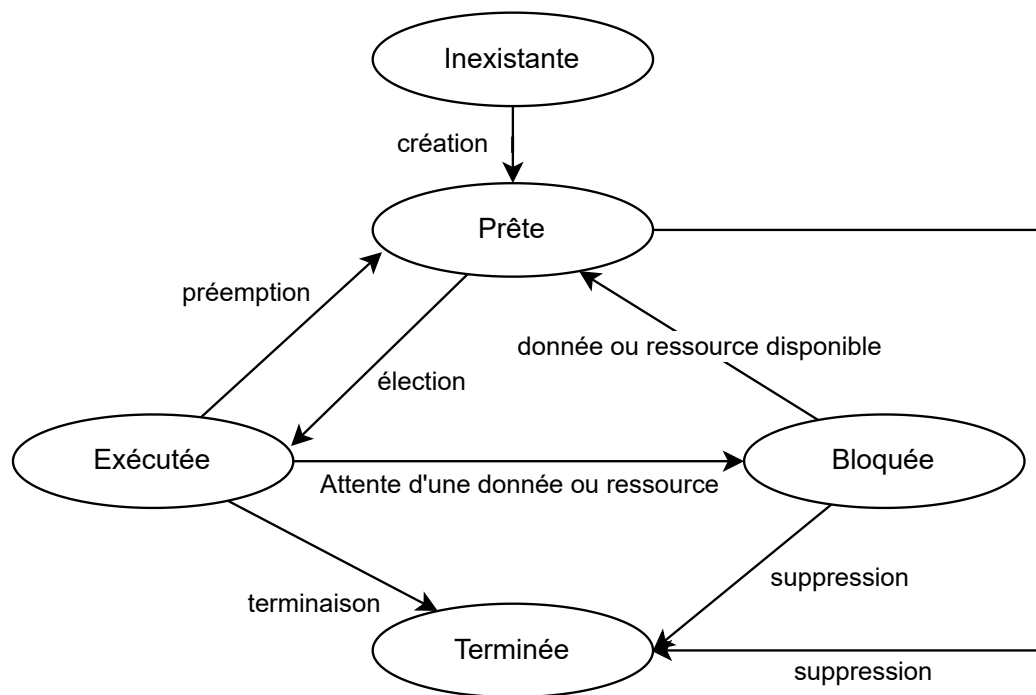 Inexistante
création
Prête
préemption
donnée ou ressource disponible
élection
Exécutée
Bloquée
Attente d'une donnée ou ressource
suppression
terminaison
Terminée
suppression